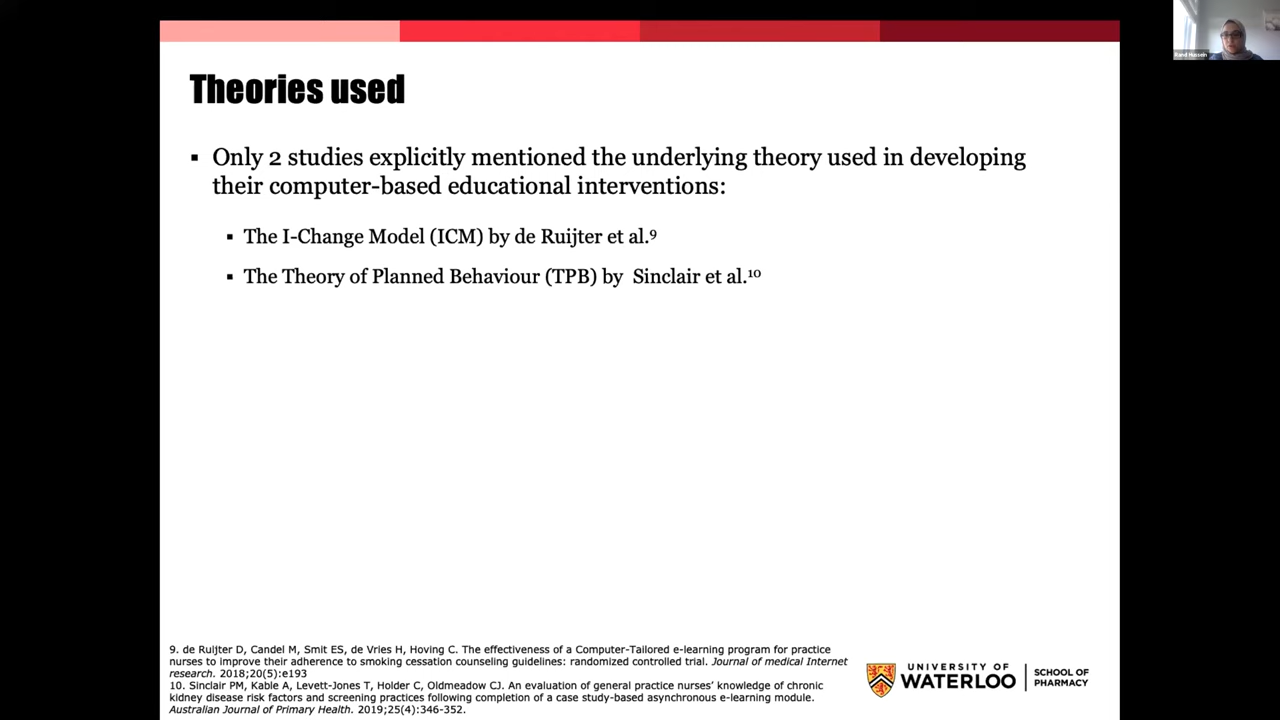 Rand Hussein
Theories used
▪ Only 2 studies explicitly mentioned the underlying theory used in developing
their computer-based educational interventions:
▪ The I-Change Model (ICM) by de Ruijter et al.⁹
▪ The Theory of Planned Behaviour (TPB) by Sinclair et al.¹⁰
9. de Ruijter D, Candel M, Smit ES, de Vries H, Hoving C. The effectiveness of a Computer-Tailored e-learning program for practice
nurses to improve their adherence to smoking cessation counseling guidelines: randomized controlled trial. Journal of medical Internet
research. 2018;20(5):e193
10. Sinclair PM, Kable A, Levett-Jones T, Holder C, Oldmeadow CJ. An evaluation of general practice nurses’ knowledge of chronic
kidney disease risk factors and screening practices following completion of a case study-based asynchronous e-learning module.
Australian Journal of Primary Health. 2019;25(4):346-352.
UNIVERSITY OF
WATERLOO
SCHOOL OF
PHARMACY